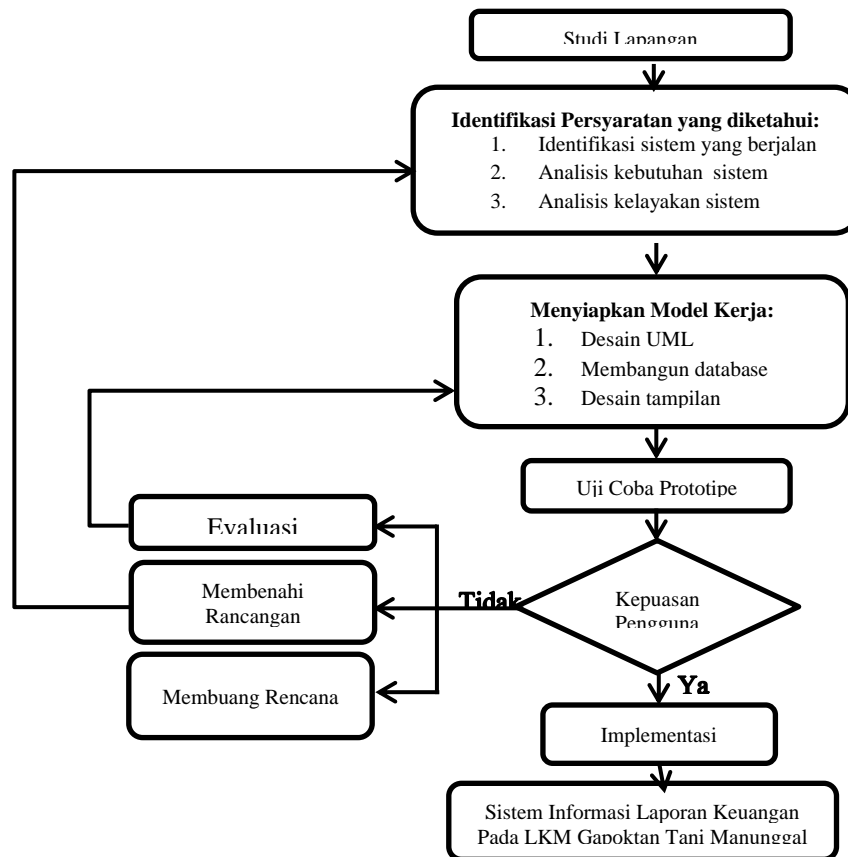 Studi Lapangan
Identifikasi Persyaratan yang diketahui:
1. Identifikasi sistem yang berjalan
2. Analisis kebutuhan sistem
3. Analisis kelayakan sistem
Menyiapkan Model Kerja:
1. Desain UML
2. Membangun database
3. Desain tampilan
Uji Coba Prototipe
Evaluasi
Membenahi
Rancangan
Membuang Rencana
Tidak
Kepuasan
Pengguna
Ya
Implementasi
Sistem Informasi Laporan Keuangan
Pada LKM Gapoktan Tani Manunggal